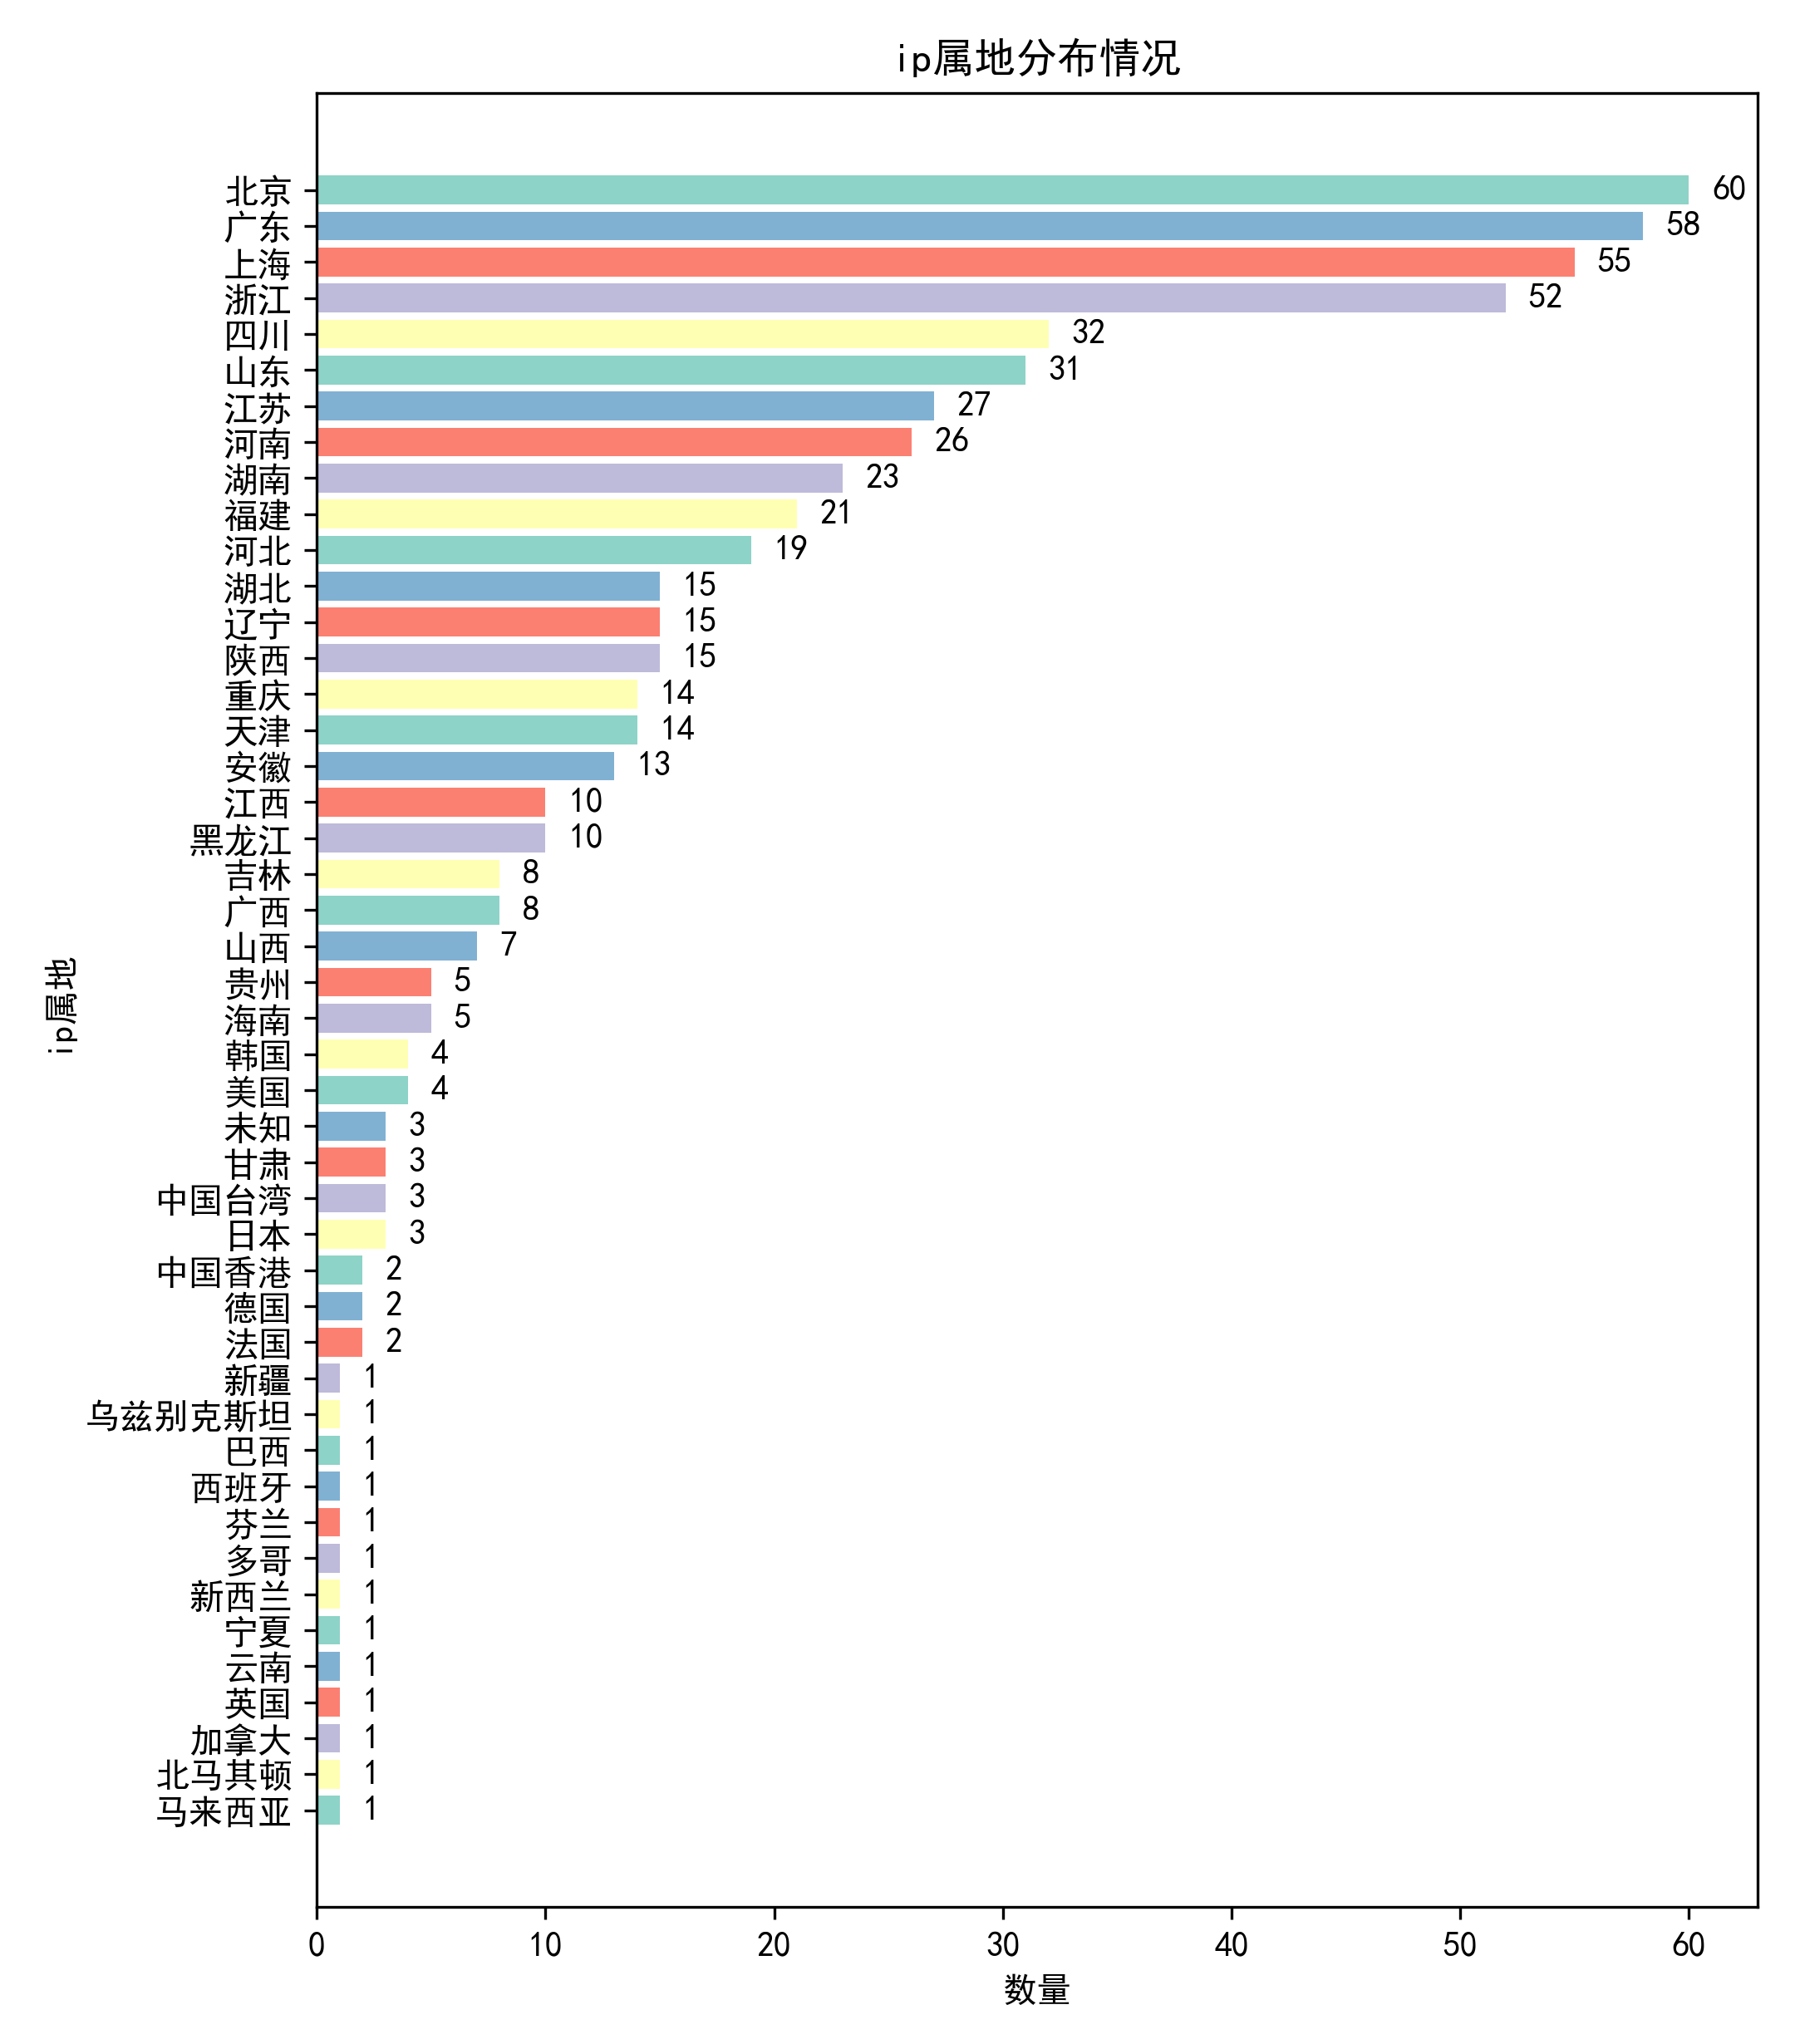 ip属地分布情况
北京 60
广东 58
上海 55
浙江 52
四川 32
山东 31
江苏 27
河南 26
湖南 23
福建 21
河北 19
湖北 15
辽宁 15
陕西 15
重庆 14
天津 14
安徽 13
江西 10
黑龙江 10
吉林 8
广西 8
山西 7
贵州 5
海南 5
韩国 4
美国 4
未知 3
甘肃 3
中国台湾 3
日本 3
中国香港 2
德国 2
法国 2
新疆 1
乌兹别克斯坦 1
巴西 1
西班牙 1
芬兰 1
多哥 1
新西兰 1
宁夏 1
云南 1
英国 1
加拿大 1
北马其顿 1
马来西亚 1
ip属地
0 10 20 30 40 50 60
数量